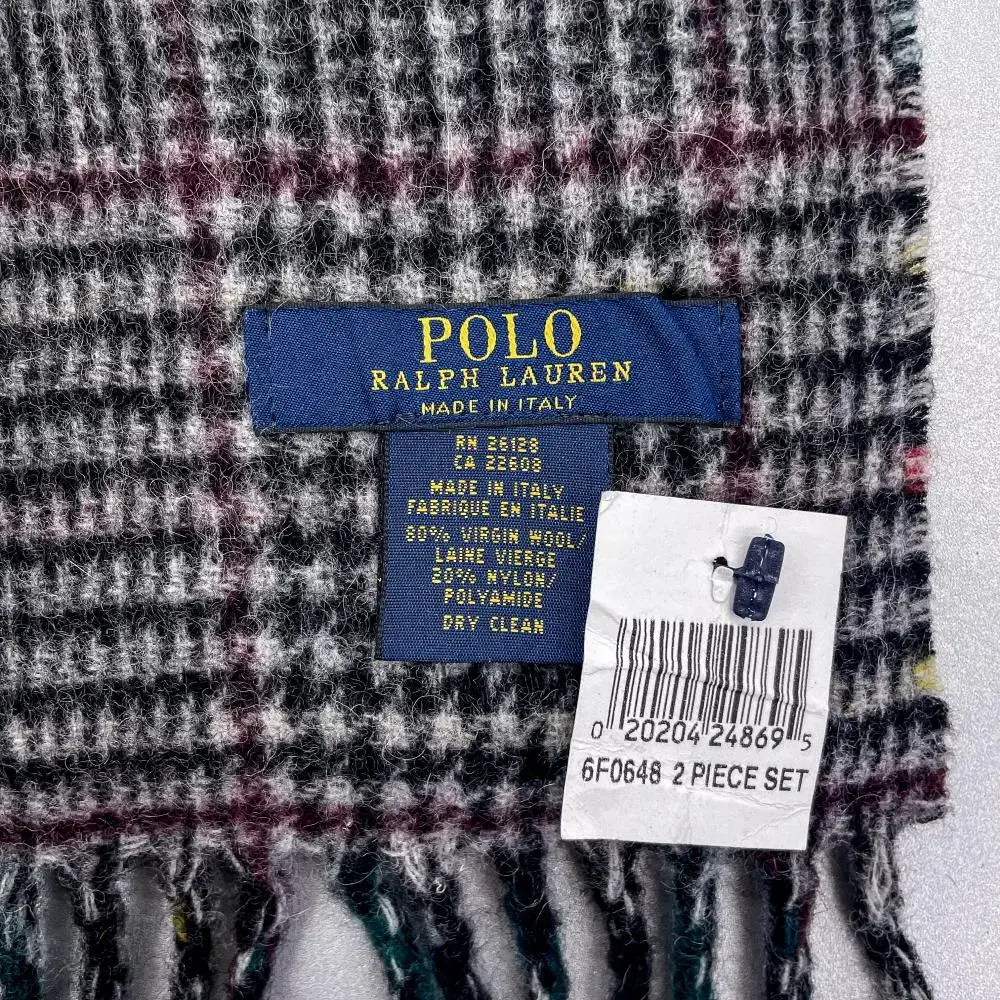 POLO
RALPH LAUREN
MADE IN ITALY
RN 26128
CA 22608
MADE IN ITALY
FABRIQUE EN ITALIE
80% VIRGIN WOOL/
LAINE VIERGE
20% NYLON/
POLYAMIDE
DRY CLEAN
0 20204 24869 5
6F0648 2 PIECE SET